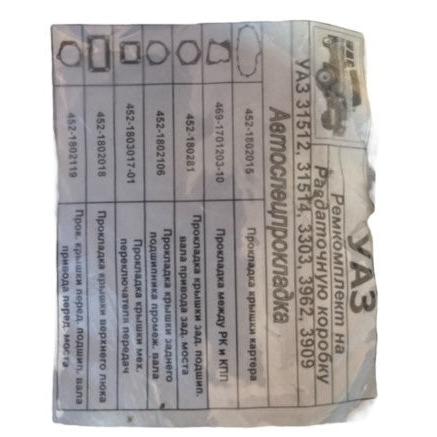 УАЗ
Ремкомплект на
Раздаточную коробку
УАЗ 31512, 31514, 3303, 3962, 3909
Автоспецпрокладка
452-1802015 Прокладка крышки картера
469-1701203-10 Прокладка между РК и КПП
452-180281 Прокладка крышки зад. подшип.
вала привода зад. моста
452-1802106 Прокладка крышки заднего
подшипника промеж. вала
452-1803017-01 Прокладка крышки мех.
переключателя передач
452-1802018 Прокладка крышки верхнего люка
452-1802119 Прок. крышки перед. подшип. вала
привода перед. моста